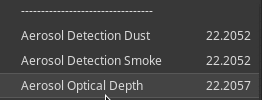 --------------------------------
Aerosol Detection Dust 22.2052
Aerosol Detection Smoke 22.2052
Aerosol Optical Depth 22.2057